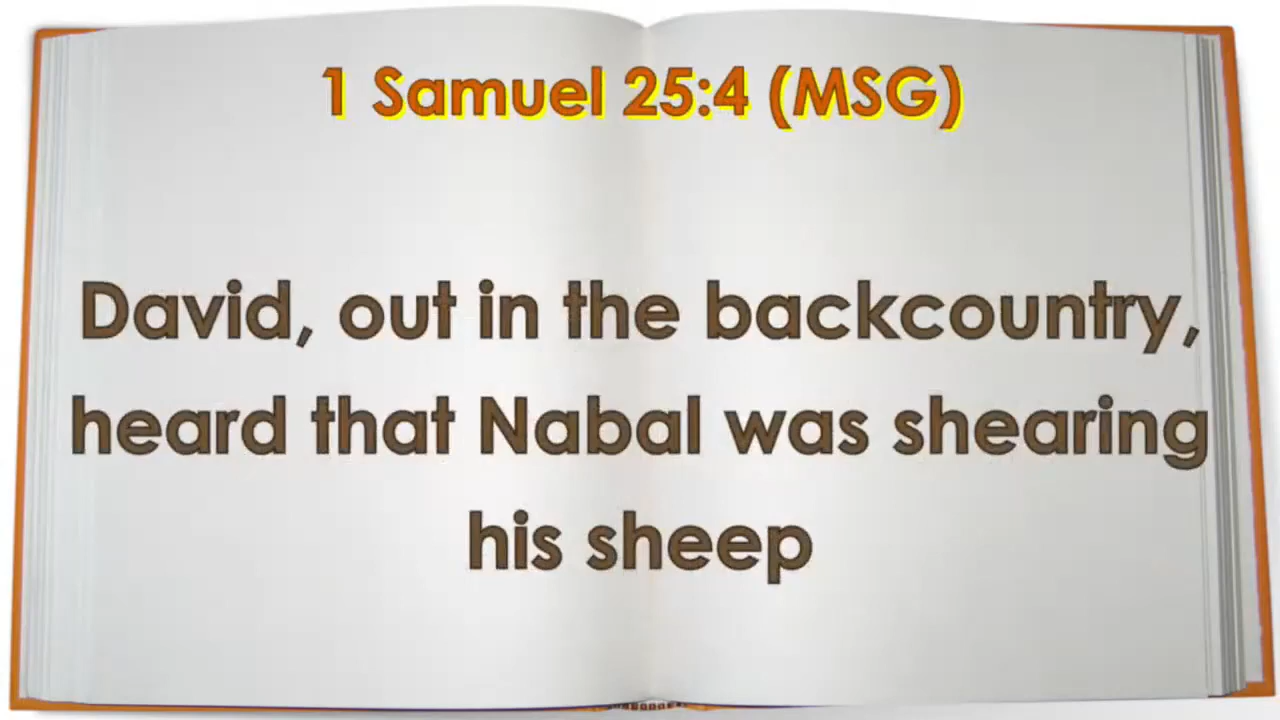 1 Samuel 25:4 (MSG)
David, out in the backcountry,
heard that Nabal was shearing
his sheep